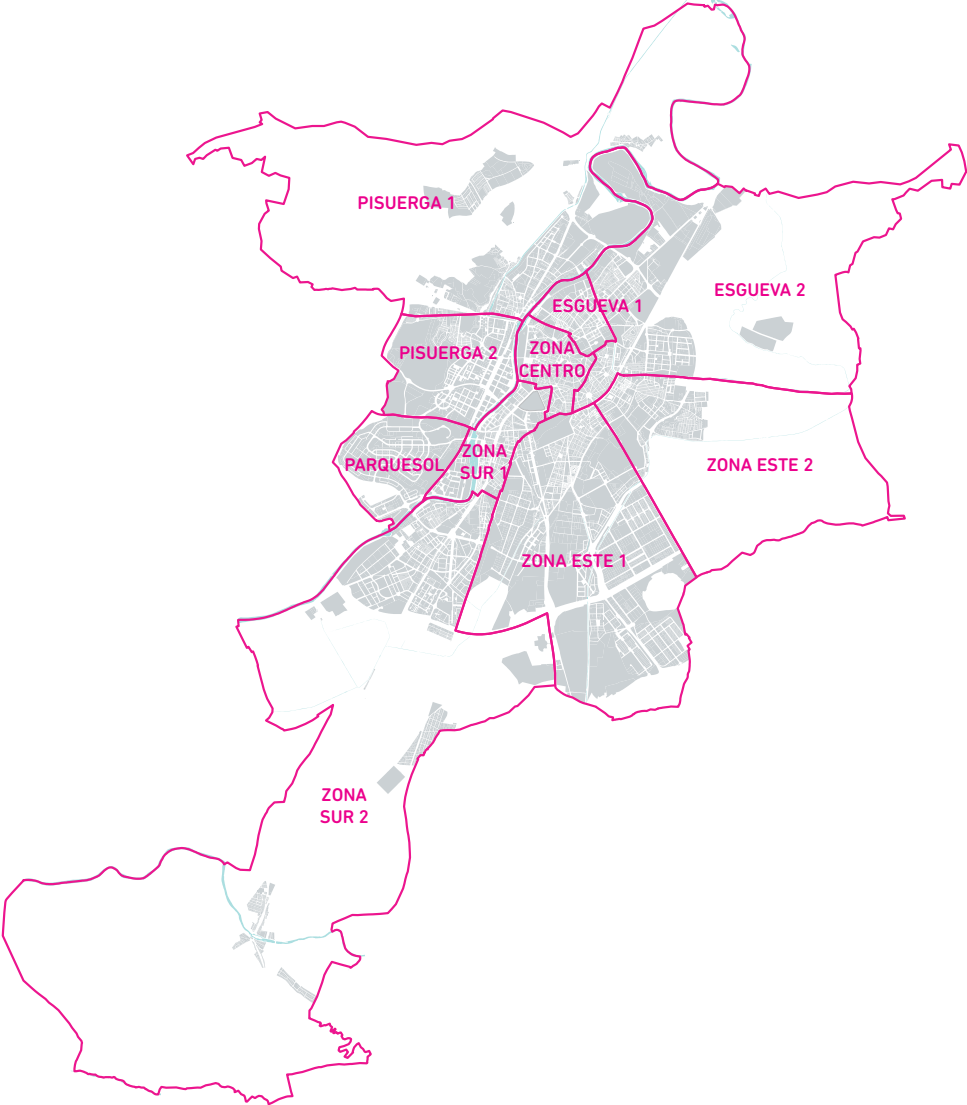 PISUERGA 1
ESGUEVA 2
ESGUEVA 1
ZONA
CENTRO
PISUERGA 2
ZONA
SUR 1
PARQUESOL
ZONA ESTE 2
ZONA ESTE 1
ZONA
SUR 2